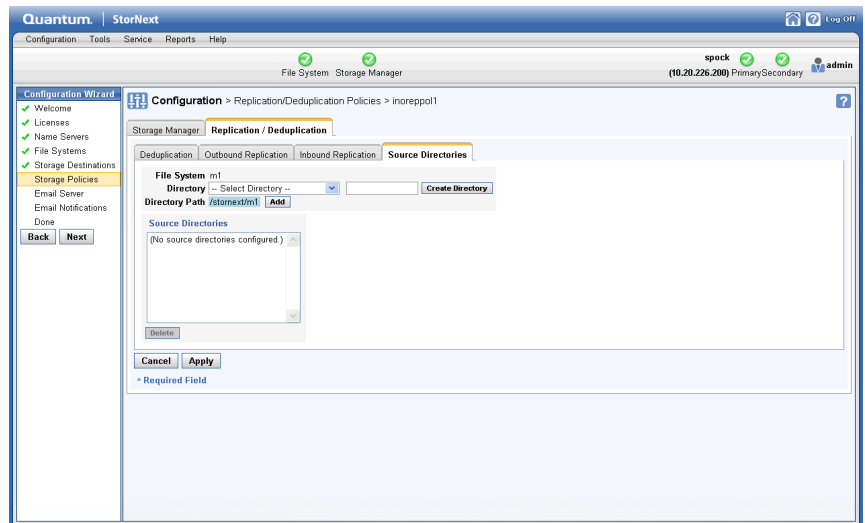 Quantum. | StorNext
Log Off
Configuration Tools Service Reports Help
File System Storage Manager
spock
(10.20.226.200) Primary Secondary
admin
Configuration Wizard
Welcome
Licenses
Name Servers
File Systems
Storage Destinations
Storage Policies
Email Server
Email Notifications
Done
Back Next
Configuration > Replication/Deduplication Policies > inoreppol1
?
Storage Manager Replication / Deduplication
Deduplication Outbound Replication Inbound Replication Source Directories
File System m1
Directory -- Select Directory -- Create Directory
Directory Path /stornext/m1 Add
Source Directories
(No source directories configured.)
Delete
Cancel Apply
* Required Field